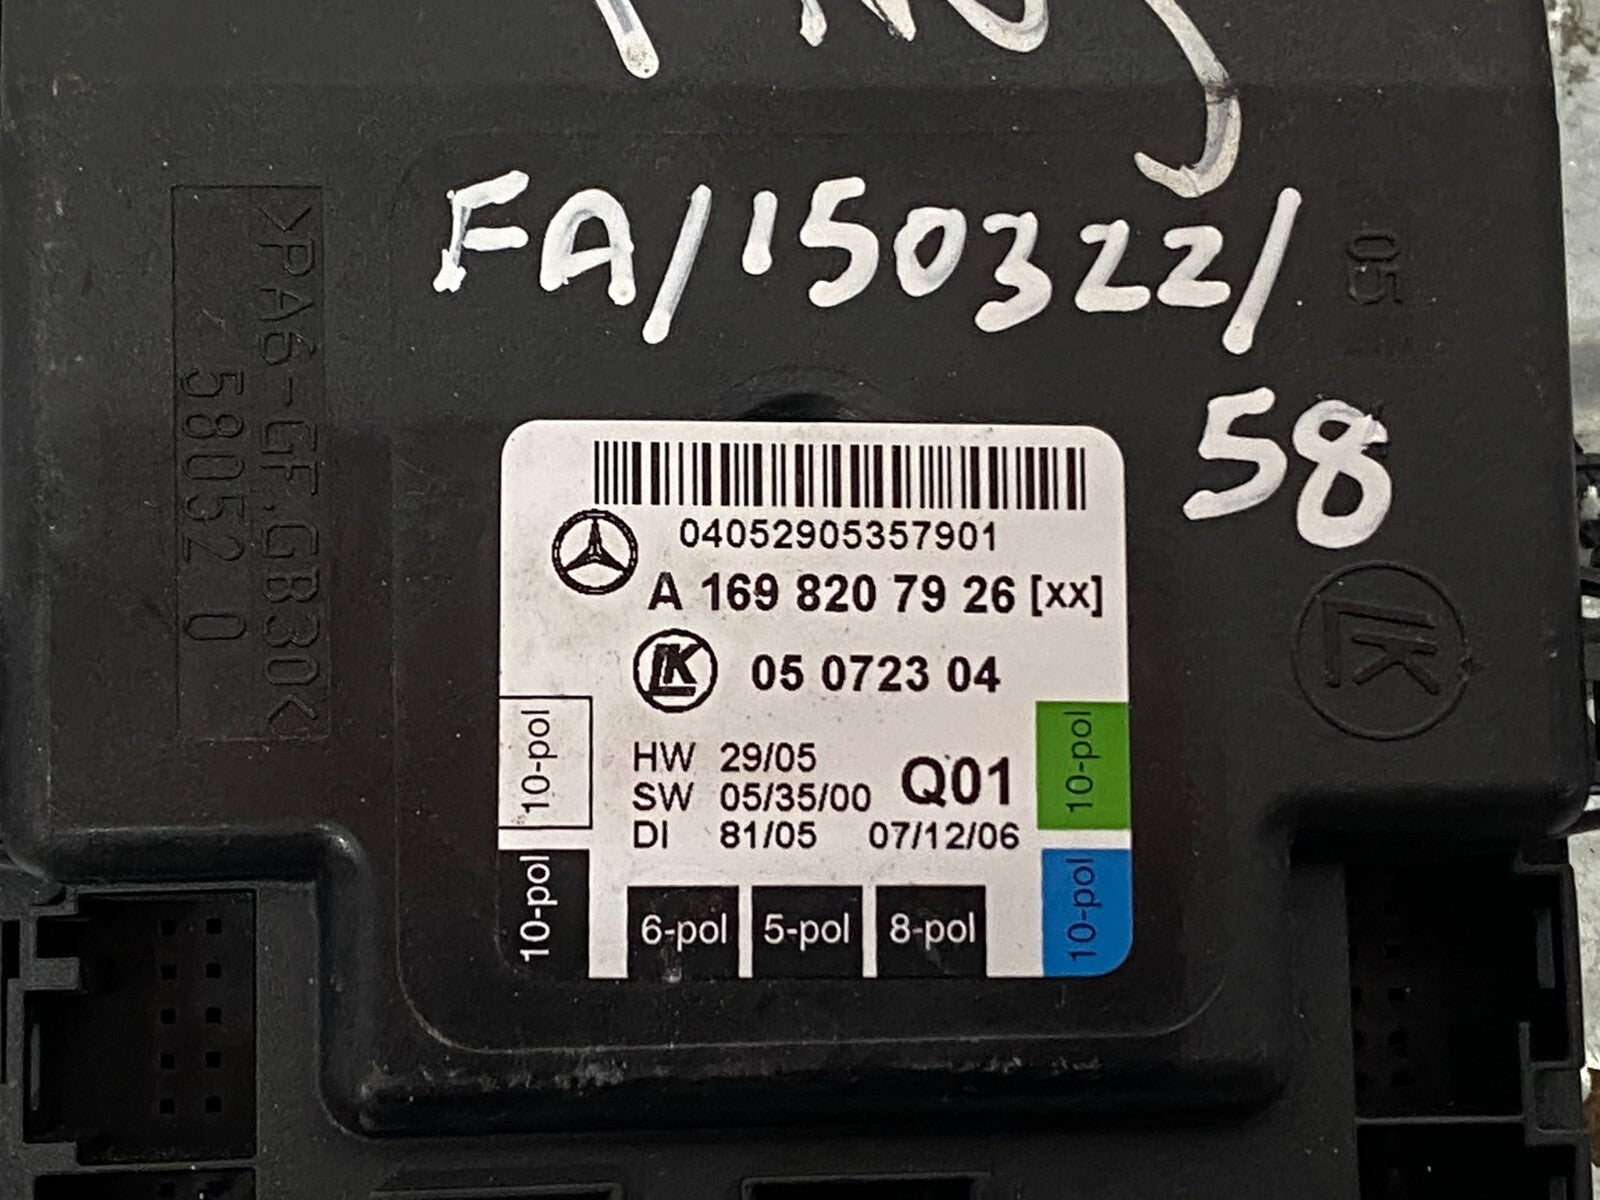 FA/150322/
58
>PA6-GF.GB30<
58052 0
05
04052905357901
A 169 820 79 26 [xx]
LK 05 0723 04
LK
10-pol
10-pol
HW 29/05
SW 05/35/00 Q01
DI 81/05 07/12/06
10-pol
10-pol
6-pol 5-pol 8-pol